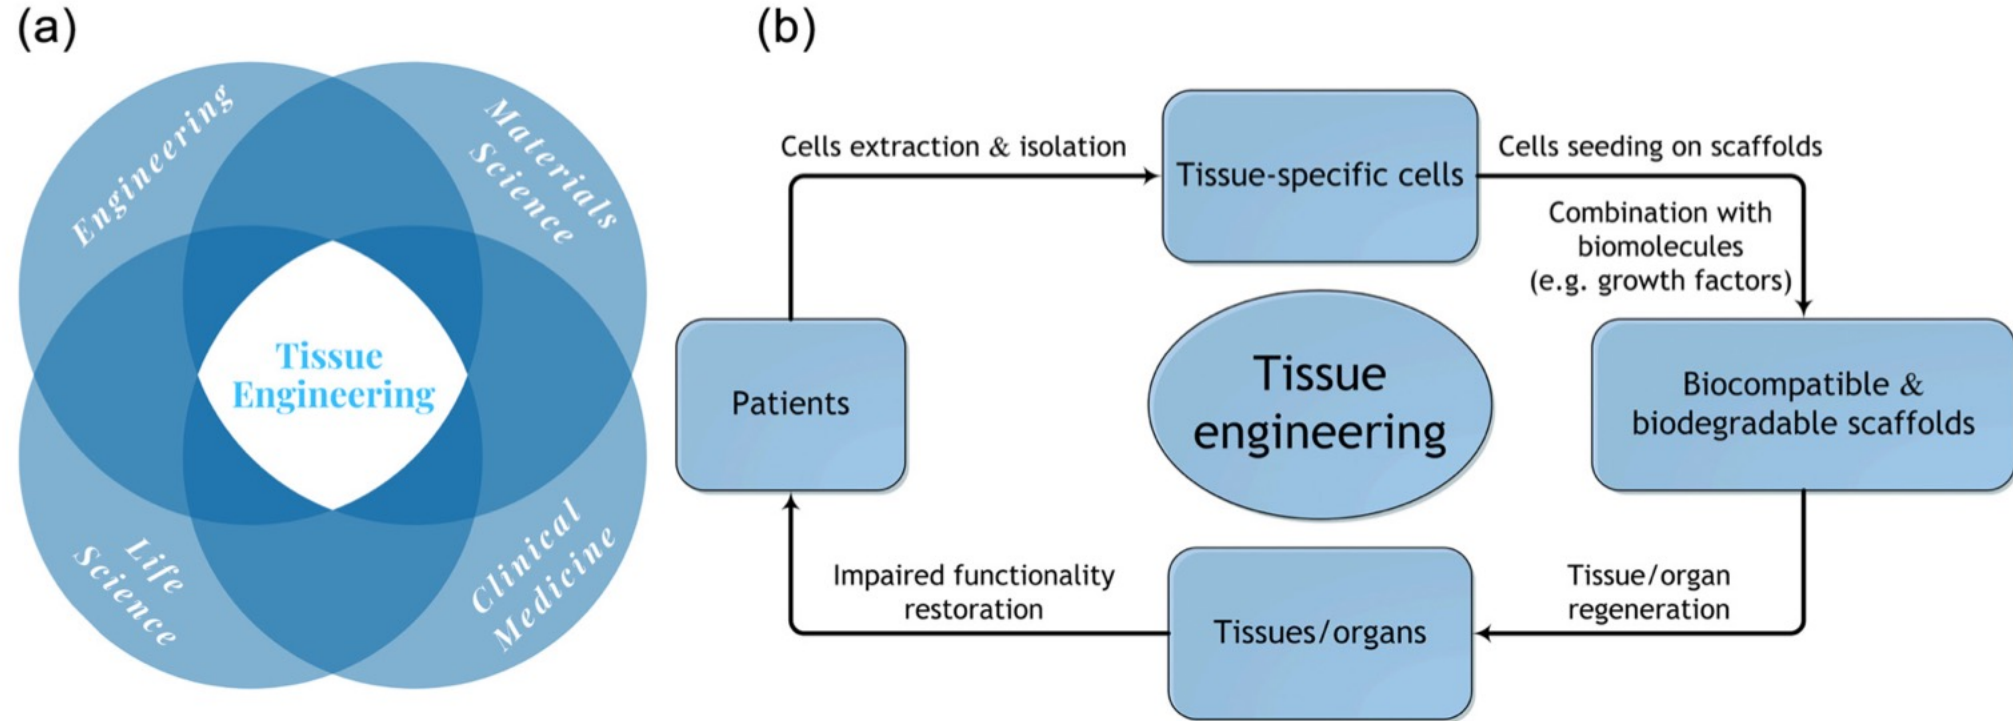 (a)
Engineering
Materials
Science
Tissue
Engineering
Life
Science
Clinical
Medicine
(b)
Cells extraction & isolation
Tissue-specific cells
Cells seeding on scaffolds
Combination with
biomolecules
(e.g. growth factors)
Patients
Tissue
engineering
Biocompatible &
biodegradable scaffolds
Impaired functionality
restoration
Tissues/organs
Tissue/organ
regeneration